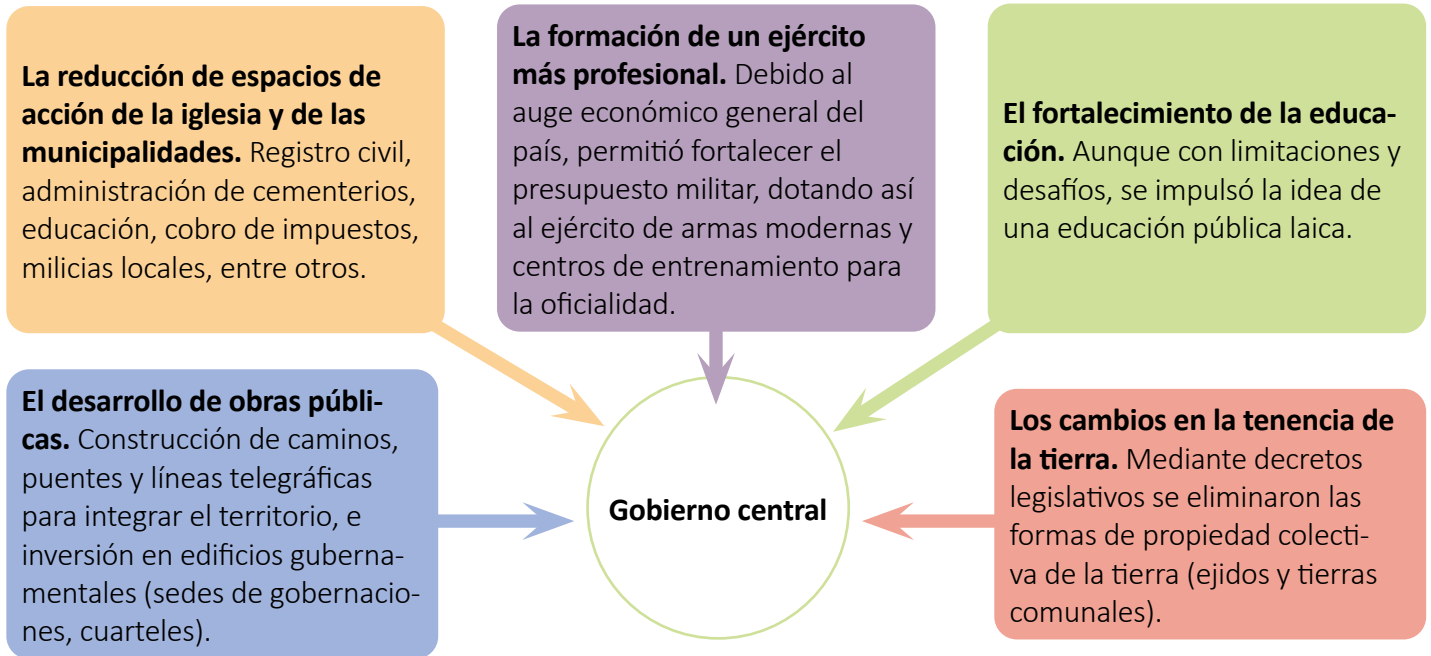 La reducción de espacios de
acción de la iglesia y de las
municipalidades. Registro civil,
administración de cementerios,
educación, cobro de impuestos,
milicias locales, entre otros.
La formación de un ejército
más profesional. Debido al
auge económico general del
país, permitió fortalecer el
presupuesto militar, dotando así
al ejército de armas modernas y
centros de entrenamiento para
la oficialidad.
El fortalecimiento de la educa-
ción. Aunque con limitaciones y
desafíos, se impulsó la idea de
una educación pública laica.
El desarrollo de obras públi-
cas. Construcción de caminos,
puentes y líneas telegráficas
para integrar el territorio, e
inversión en edificios guberna-
mentales (sedes de gobernacio-
nes, cuarteles).
Gobierno central
Los cambios en la tenencia de
la tierra. Mediante decretos
legislativos se eliminaron las
formas de propiedad colecti-
va de la tierra (ejidos y tierras
comunales).